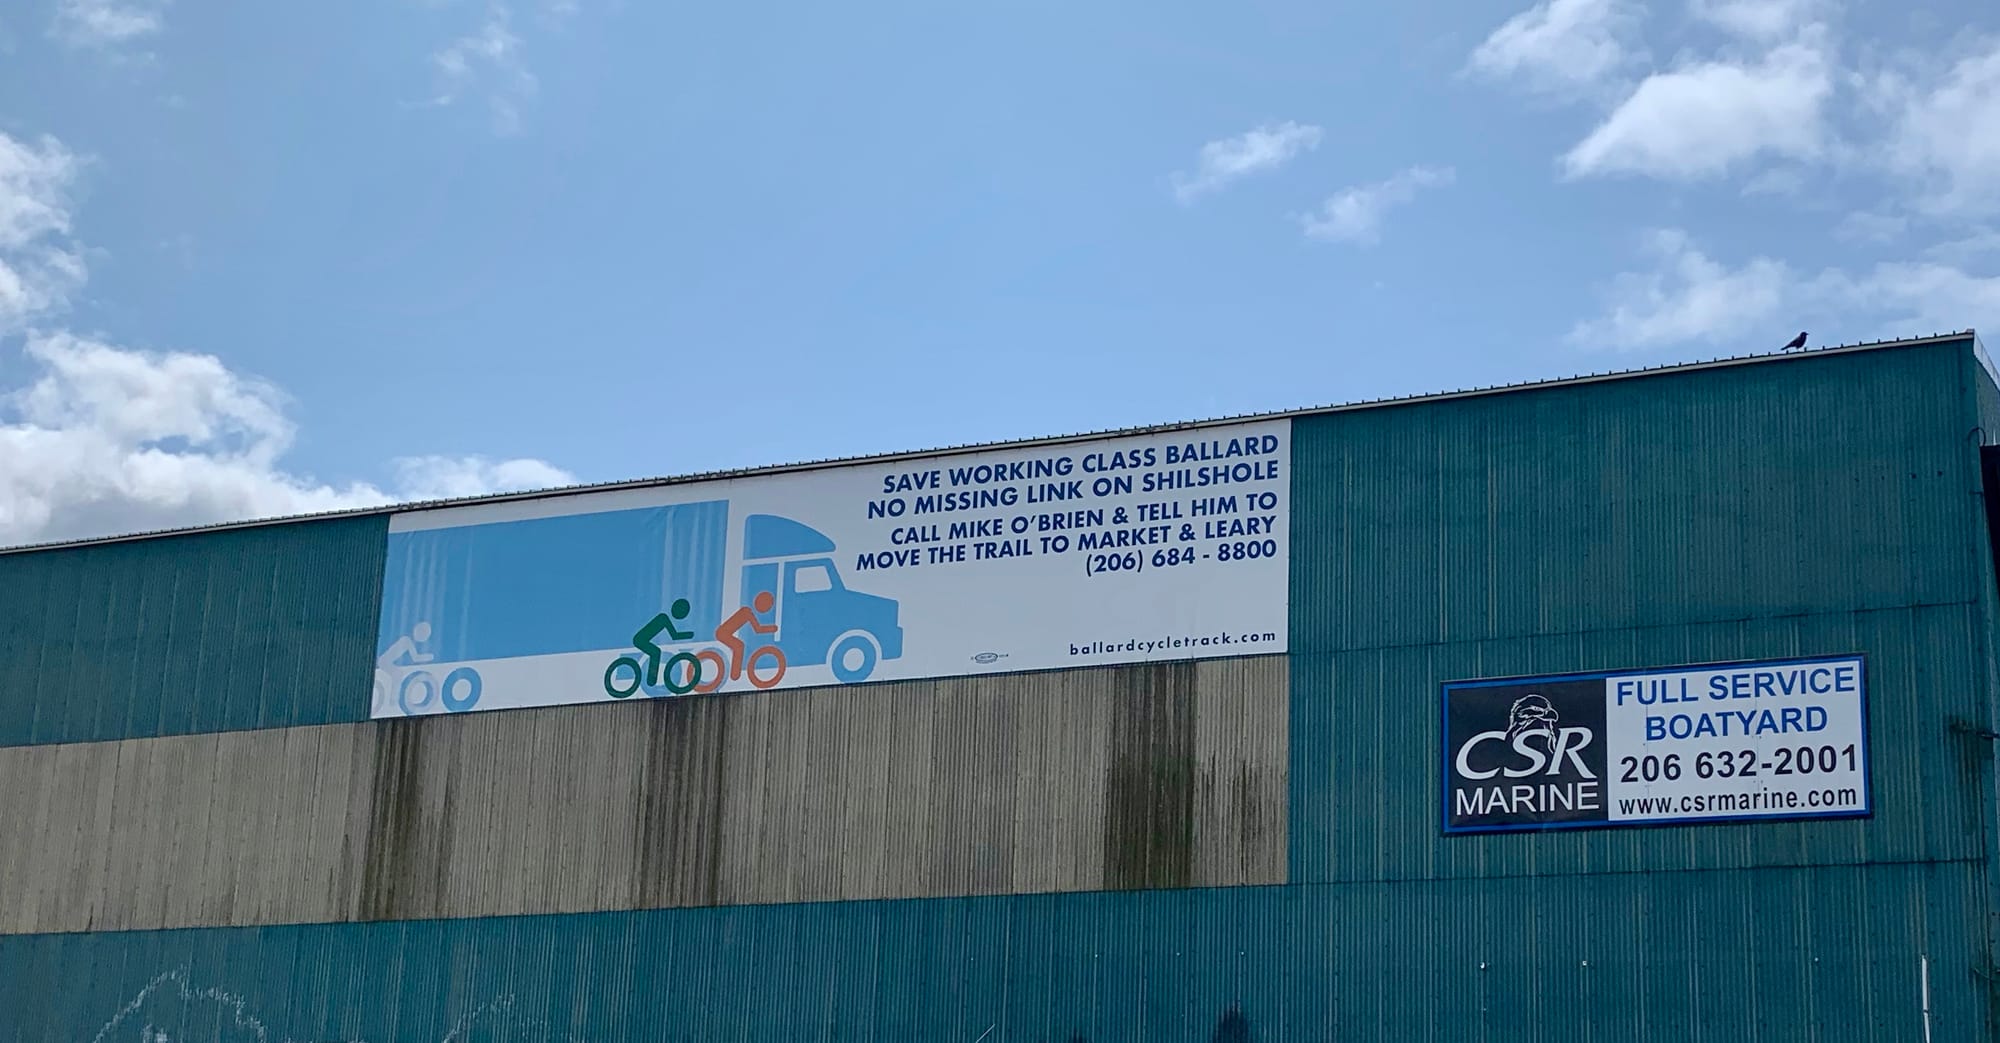 SAVE WORKING CLASS BALLARD
NO MISSING LINK ON SHILSHOLE
CALL MIKE O'BRIEN & TELL HIM TO
MOVE THE TRAIL TO MARKET & LEARY
(206) 684 - 8800
ballardcycletrack.com
CSR
MARINE
FULL SERVICE
BOATYARD
206 632-2001
www.csrmarine.com